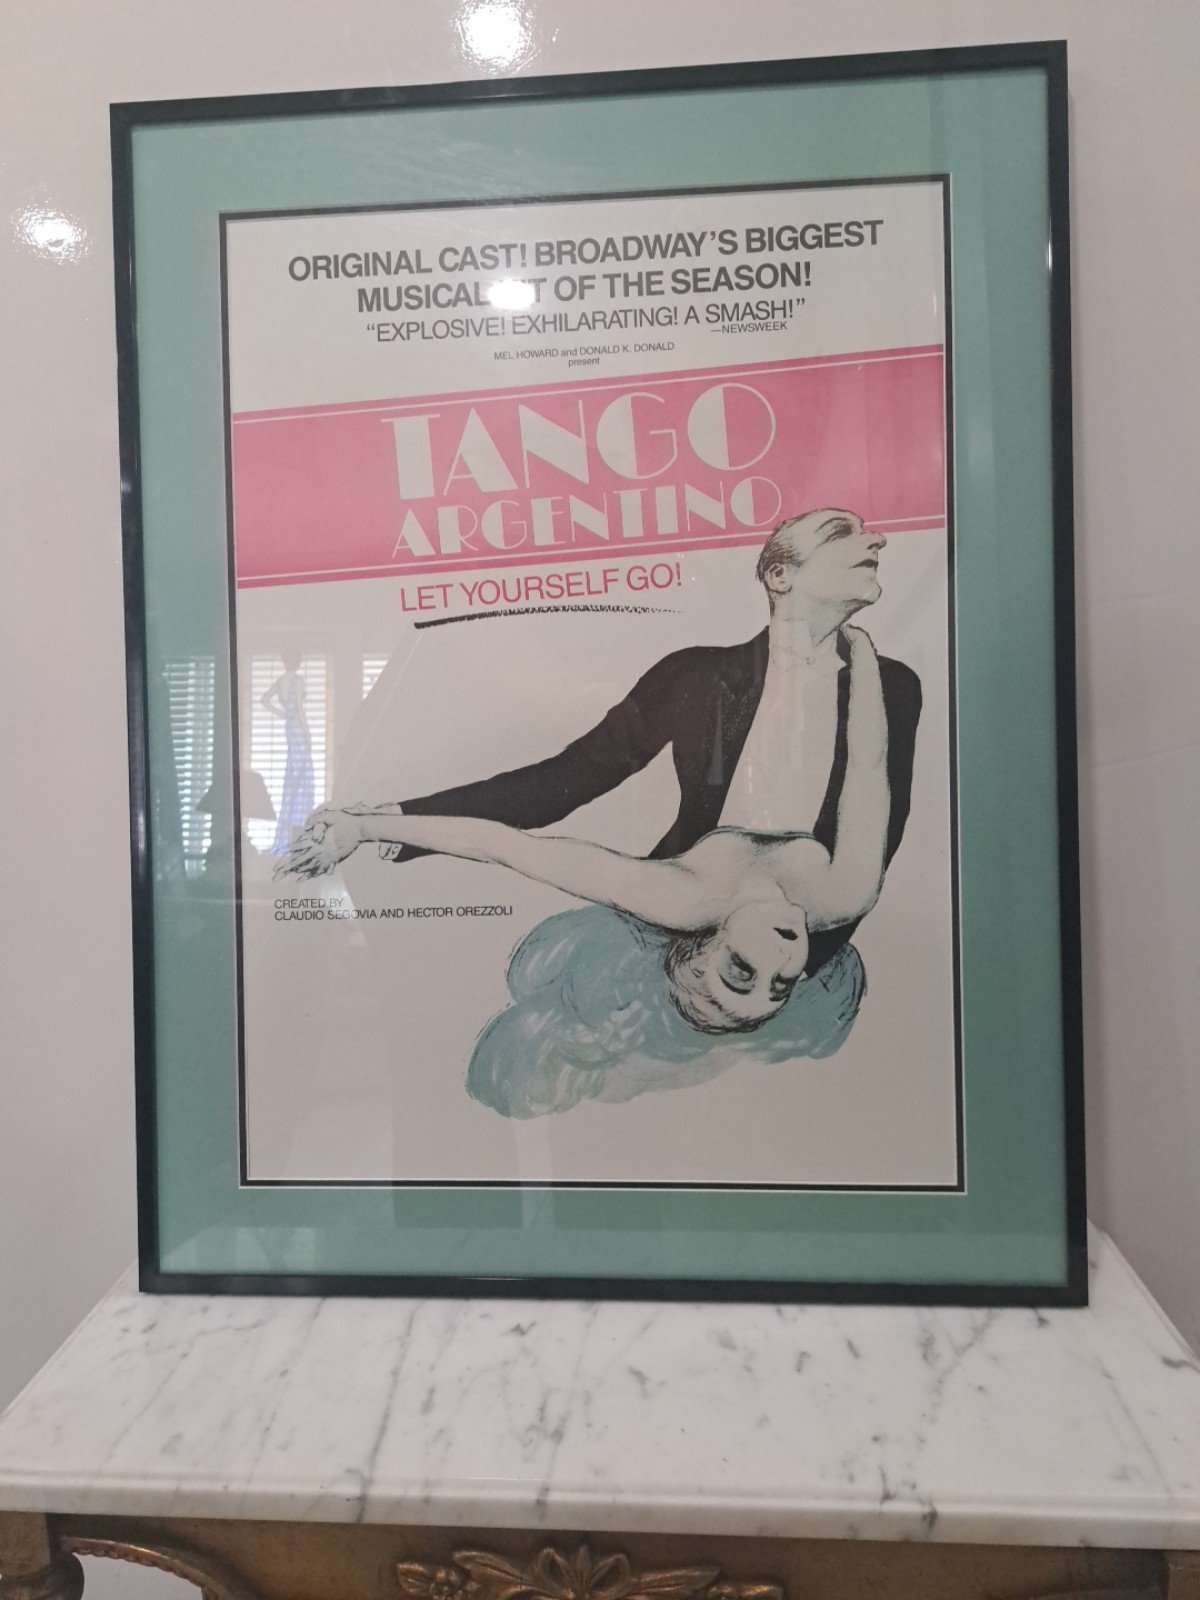 ORIGINAL CAST! BROADWAY'S BIGGEST
MUSICAL OF THE SEASON!
"EXPLOSIVE! EXHILARATING! A SMASH!"
—NEWSWEEK
MEL HOWARD and DONALD K. DONALD
present
TANGO
ARGENTINO
LET YOURSELF GO!
CREATED BY
CLAUDIO SEGOVIA AND HECTOR OREZZOLI